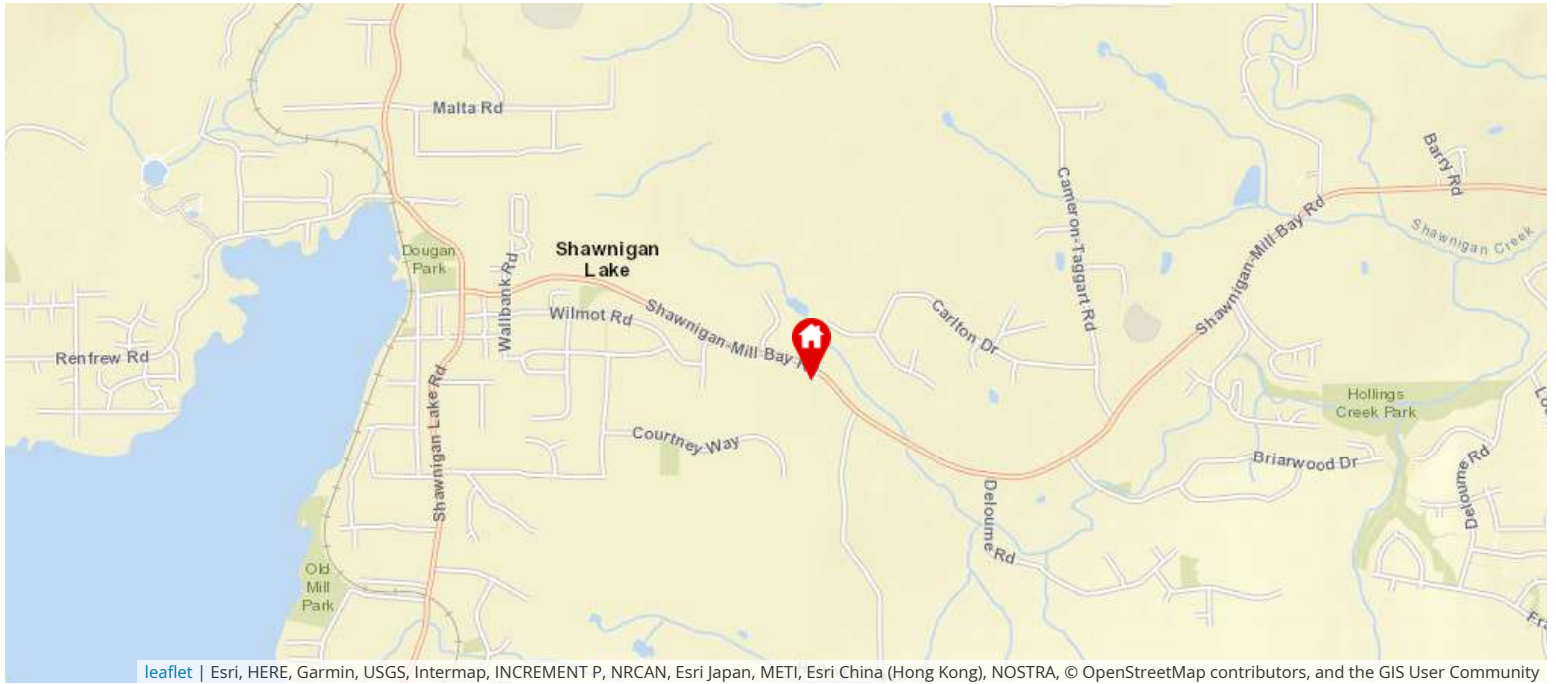 Malta Rd
Barry Rd
Cameron-Taggart Rd
Shawnigan-Mill Bay Rd
Shawnigan Creek
Dougan
Park
Shawnigan
Lake
Wallbank Rd
Wilmot Rd
Shawnigan-Mill Bay
Carlton Dr
Renfrew Rd
Shawnigan Lake Rd
Hollings
Creek Park
Courtney Way
Briarwood Dr
Deloume Rd
Deloume Rd
Old
Mill
Park
leaflet | Esri, HERE, Garmin, USGS, Intermap, INCREMENT P, NRCAN, Esri Japan, METI, Esri China (Hong Kong), NOSTRA, © OpenStreetMap contributors, and the GIS User Community